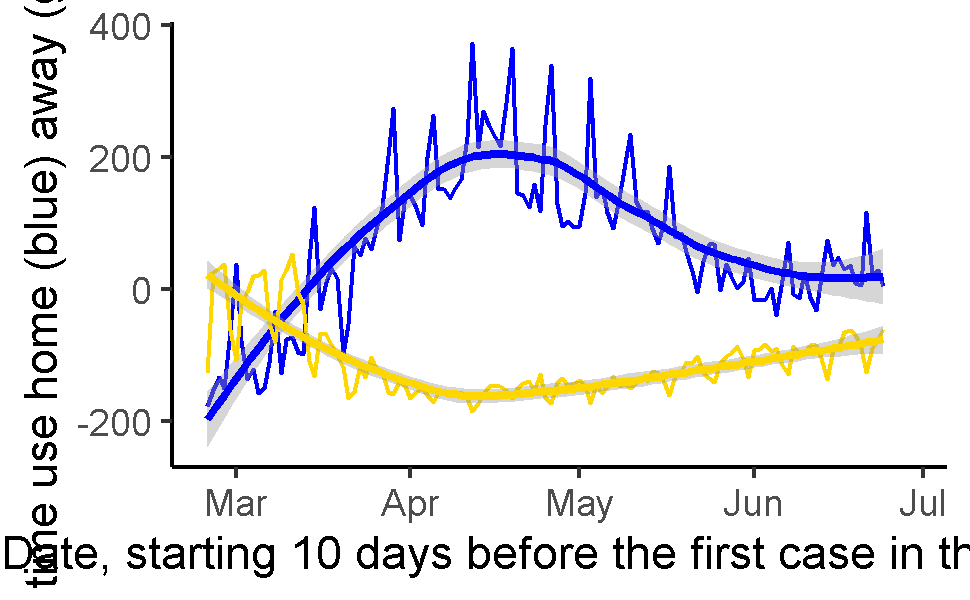 time use home (blue) away (
400
200
0
-200
Mar Apr May Jun Jul
Date, starting 10 days before the first case in th